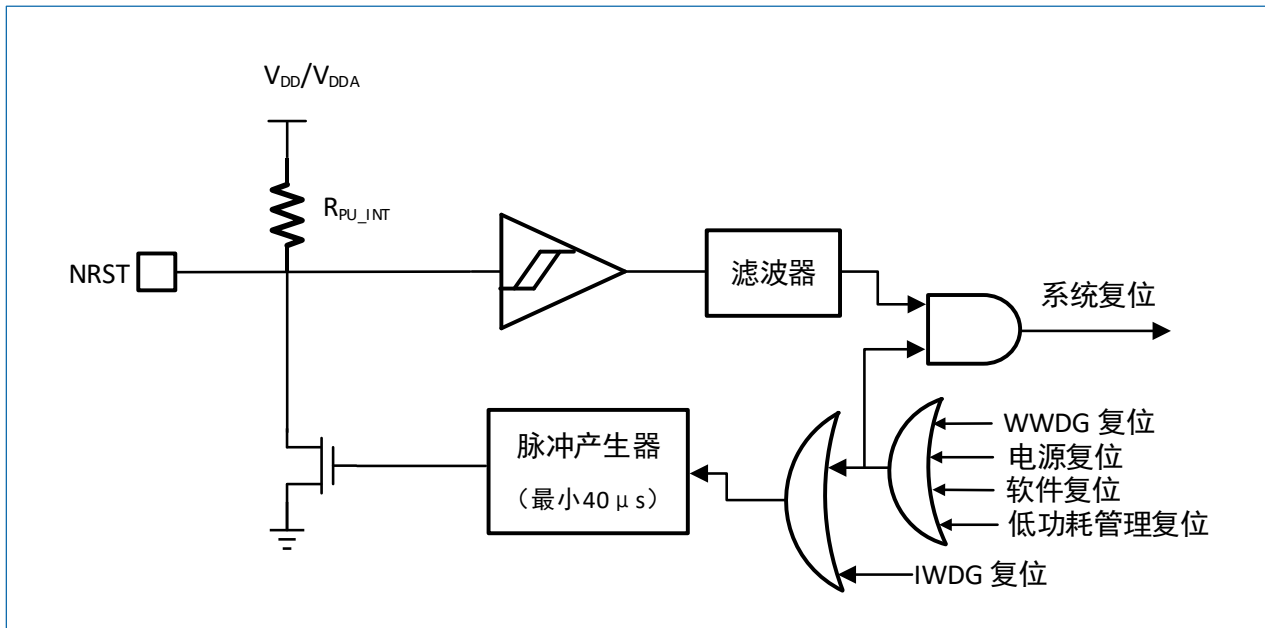 VDD/VDDA
RPU_INT
NRST
滤波器
系统复位
脉冲产生器
（最小40μs）
WWDG 复位
电源复位
软件复位
低功耗管理复位
IWDG 复位